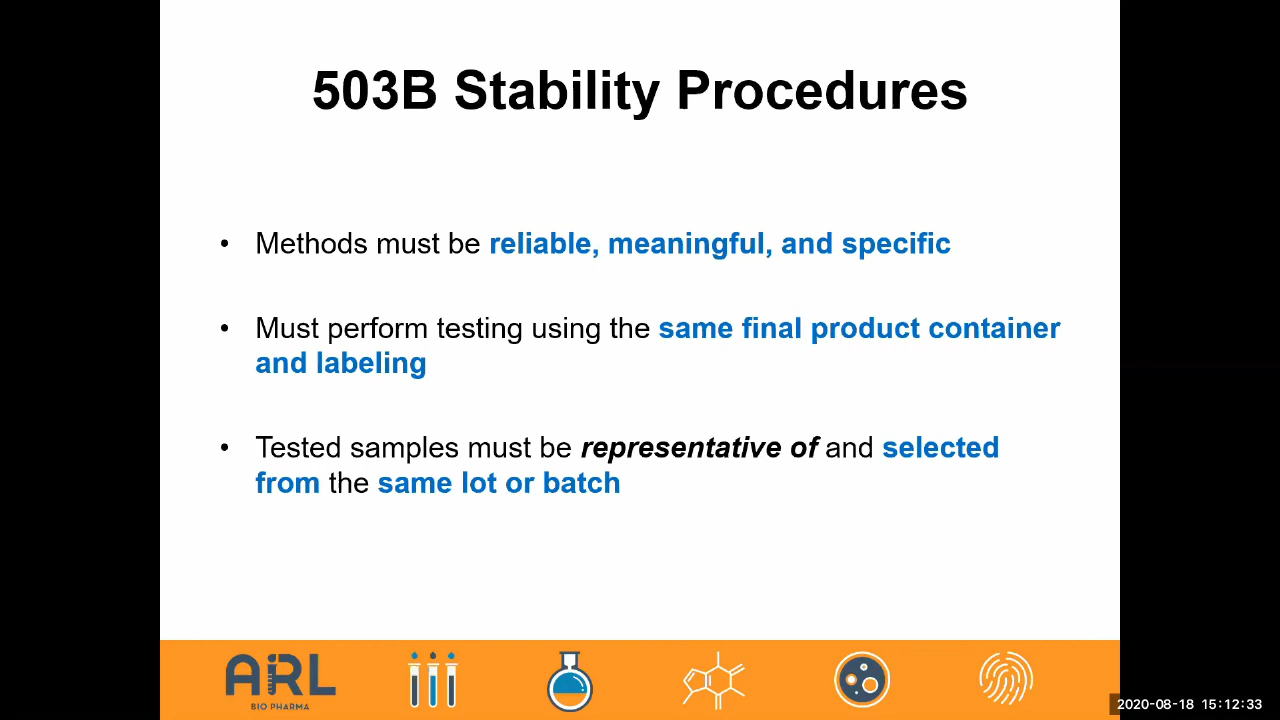 503B Stability Procedures
• Methods must be reliable, meaningful, and specific
• Must perform testing using the same final product container
and labeling
• Tested samples must be representative of and selected
from the same lot or batch
ARL
BIO PHARMA
2020-08-18 15:12:33